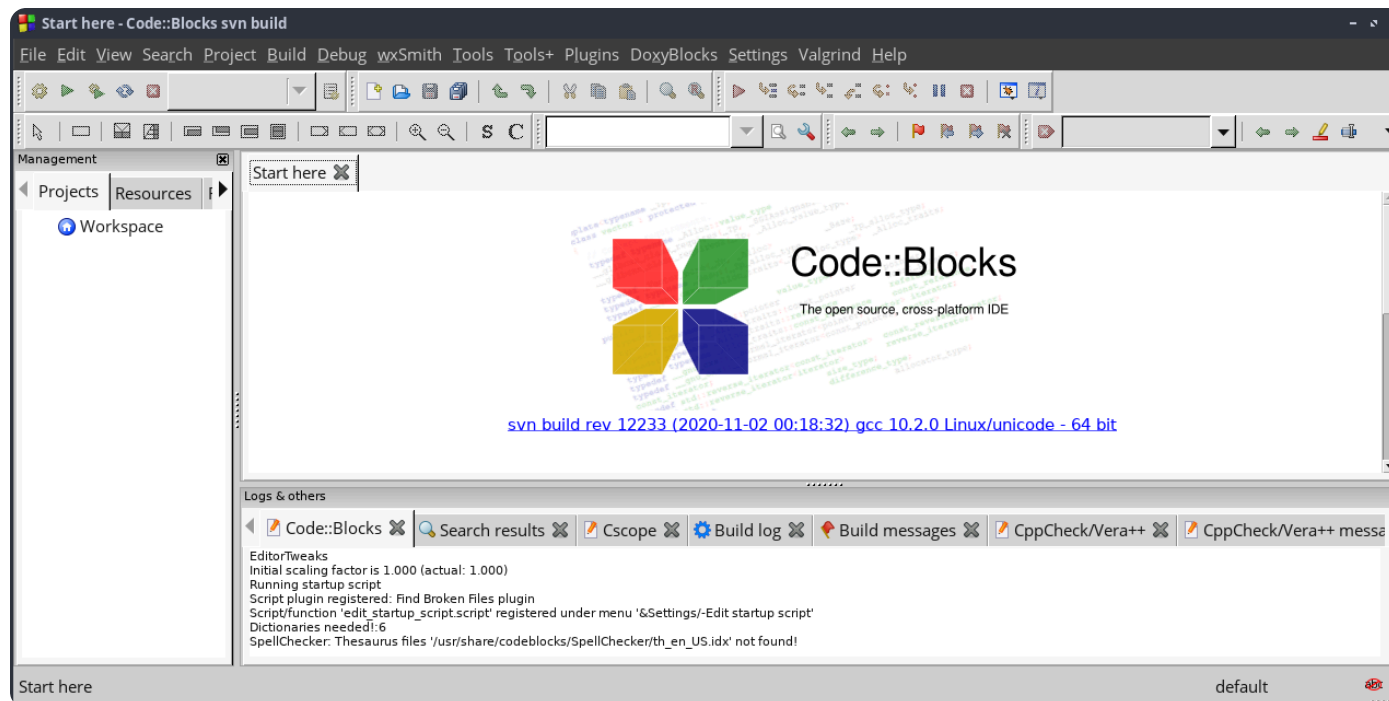 Start here - Code::Blocks svn build
File Edit View Search Project Build Debug wxSmith Tools Tools+ Plugins DoxyBlocks Settings Valgrind Help
S C
Management
Projects Resources
Workspace
Start here
Code::Blocks
The open source, cross-platform IDE
svn build rev 12233 (2020-11-02 00:18:32) gcc 10.2.0 Linux/unicode - 64 bit
Logs & others
Code::Blocks Search results Cscope Build log Build messages CppCheck/Vera++ CppCheck/Vera++ messa
EditorTweaks
Initial scaling factor is 1.000 (actual: 1.000)
Running startup script
Script plugin registered: Find Broken Files plugin
Script/function 'edit_startup_script.script' registered under menu '&Settings/-Edit startup script'
Dictionaries needed!:6
SpellChecker: Thesaurus files '/usr/share/codeblocks/SpellChecker/th_en_US.idx' not found!
Start here default abc